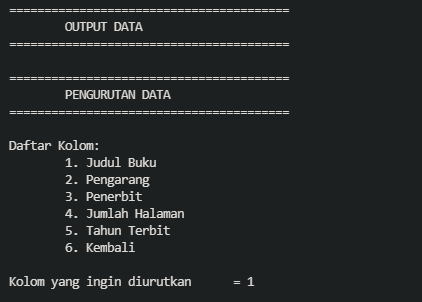 ========================================
OUTPUT DATA
========================================
========================================
PENGURUTAN DATA
========================================
Daftar Kolom:
1. Judul Buku
2. Pengarang
3. Penerbit
4. Jumlah Halaman
5. Tahun Terbit
6. Kembali
Kolom yang ingin diurutkan = 1